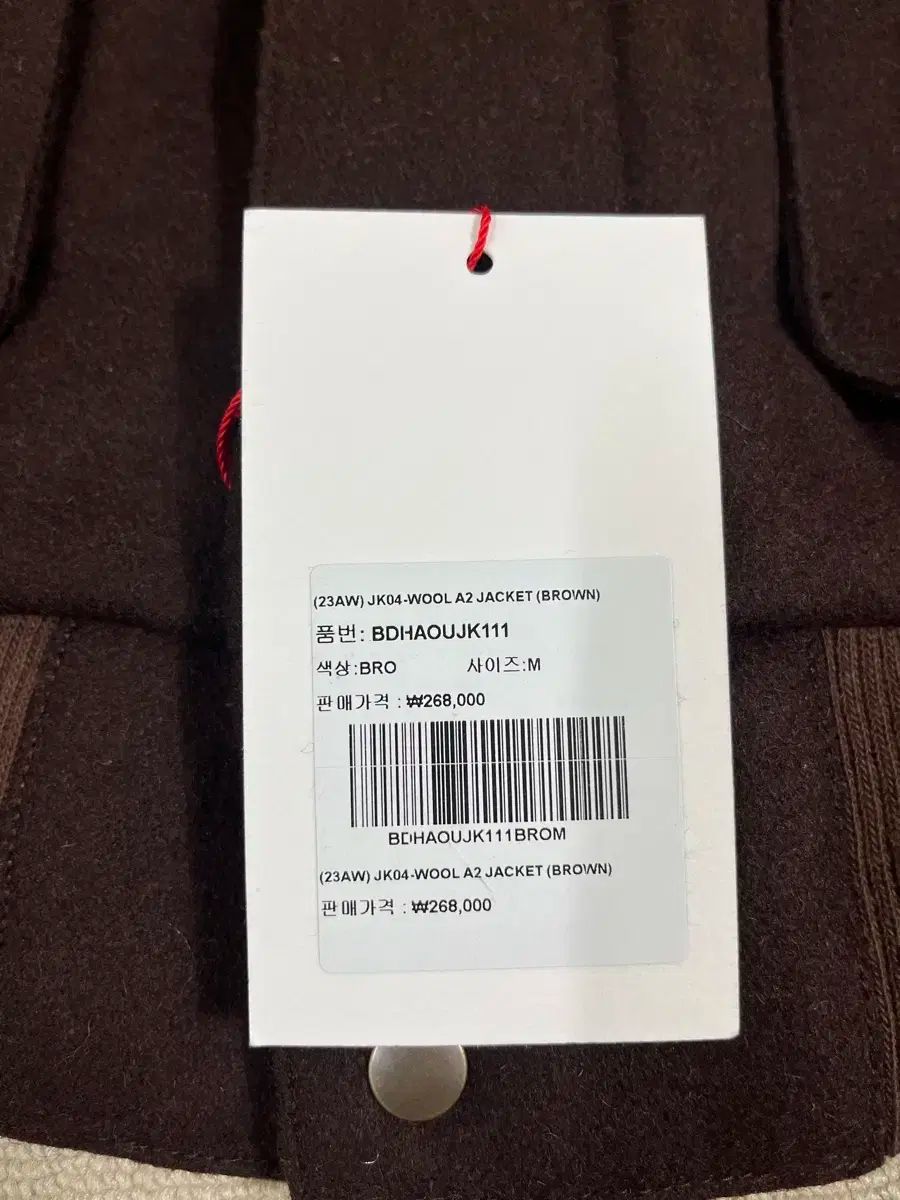 (23AW) JK04-WOOL A2 JACKET (BROWN)
품번: BDHAOUJK111
색상:BRO 사이즈:M
판매가격 : ₩268,000
BDHAOUJK111BROM
(23AW) JK04-WOOL A2 JACKET (BROWN)
판매가격 : ₩268,000